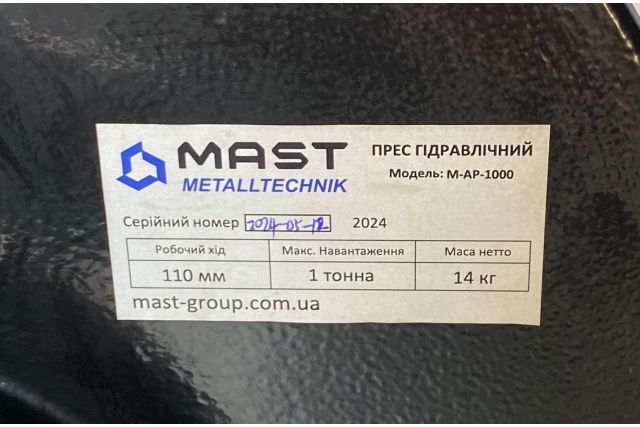 MAST
METALLTECHNIK
ПРЕС ГІДРАВЛІЧНИЙ
Модель: M-AP-1000
Серійний номер 2024-05-12 2024
Робочий хід Макс. Навантаження Маса нетто
110 мм 1 тонна 14 кг
mast-group.com.ua